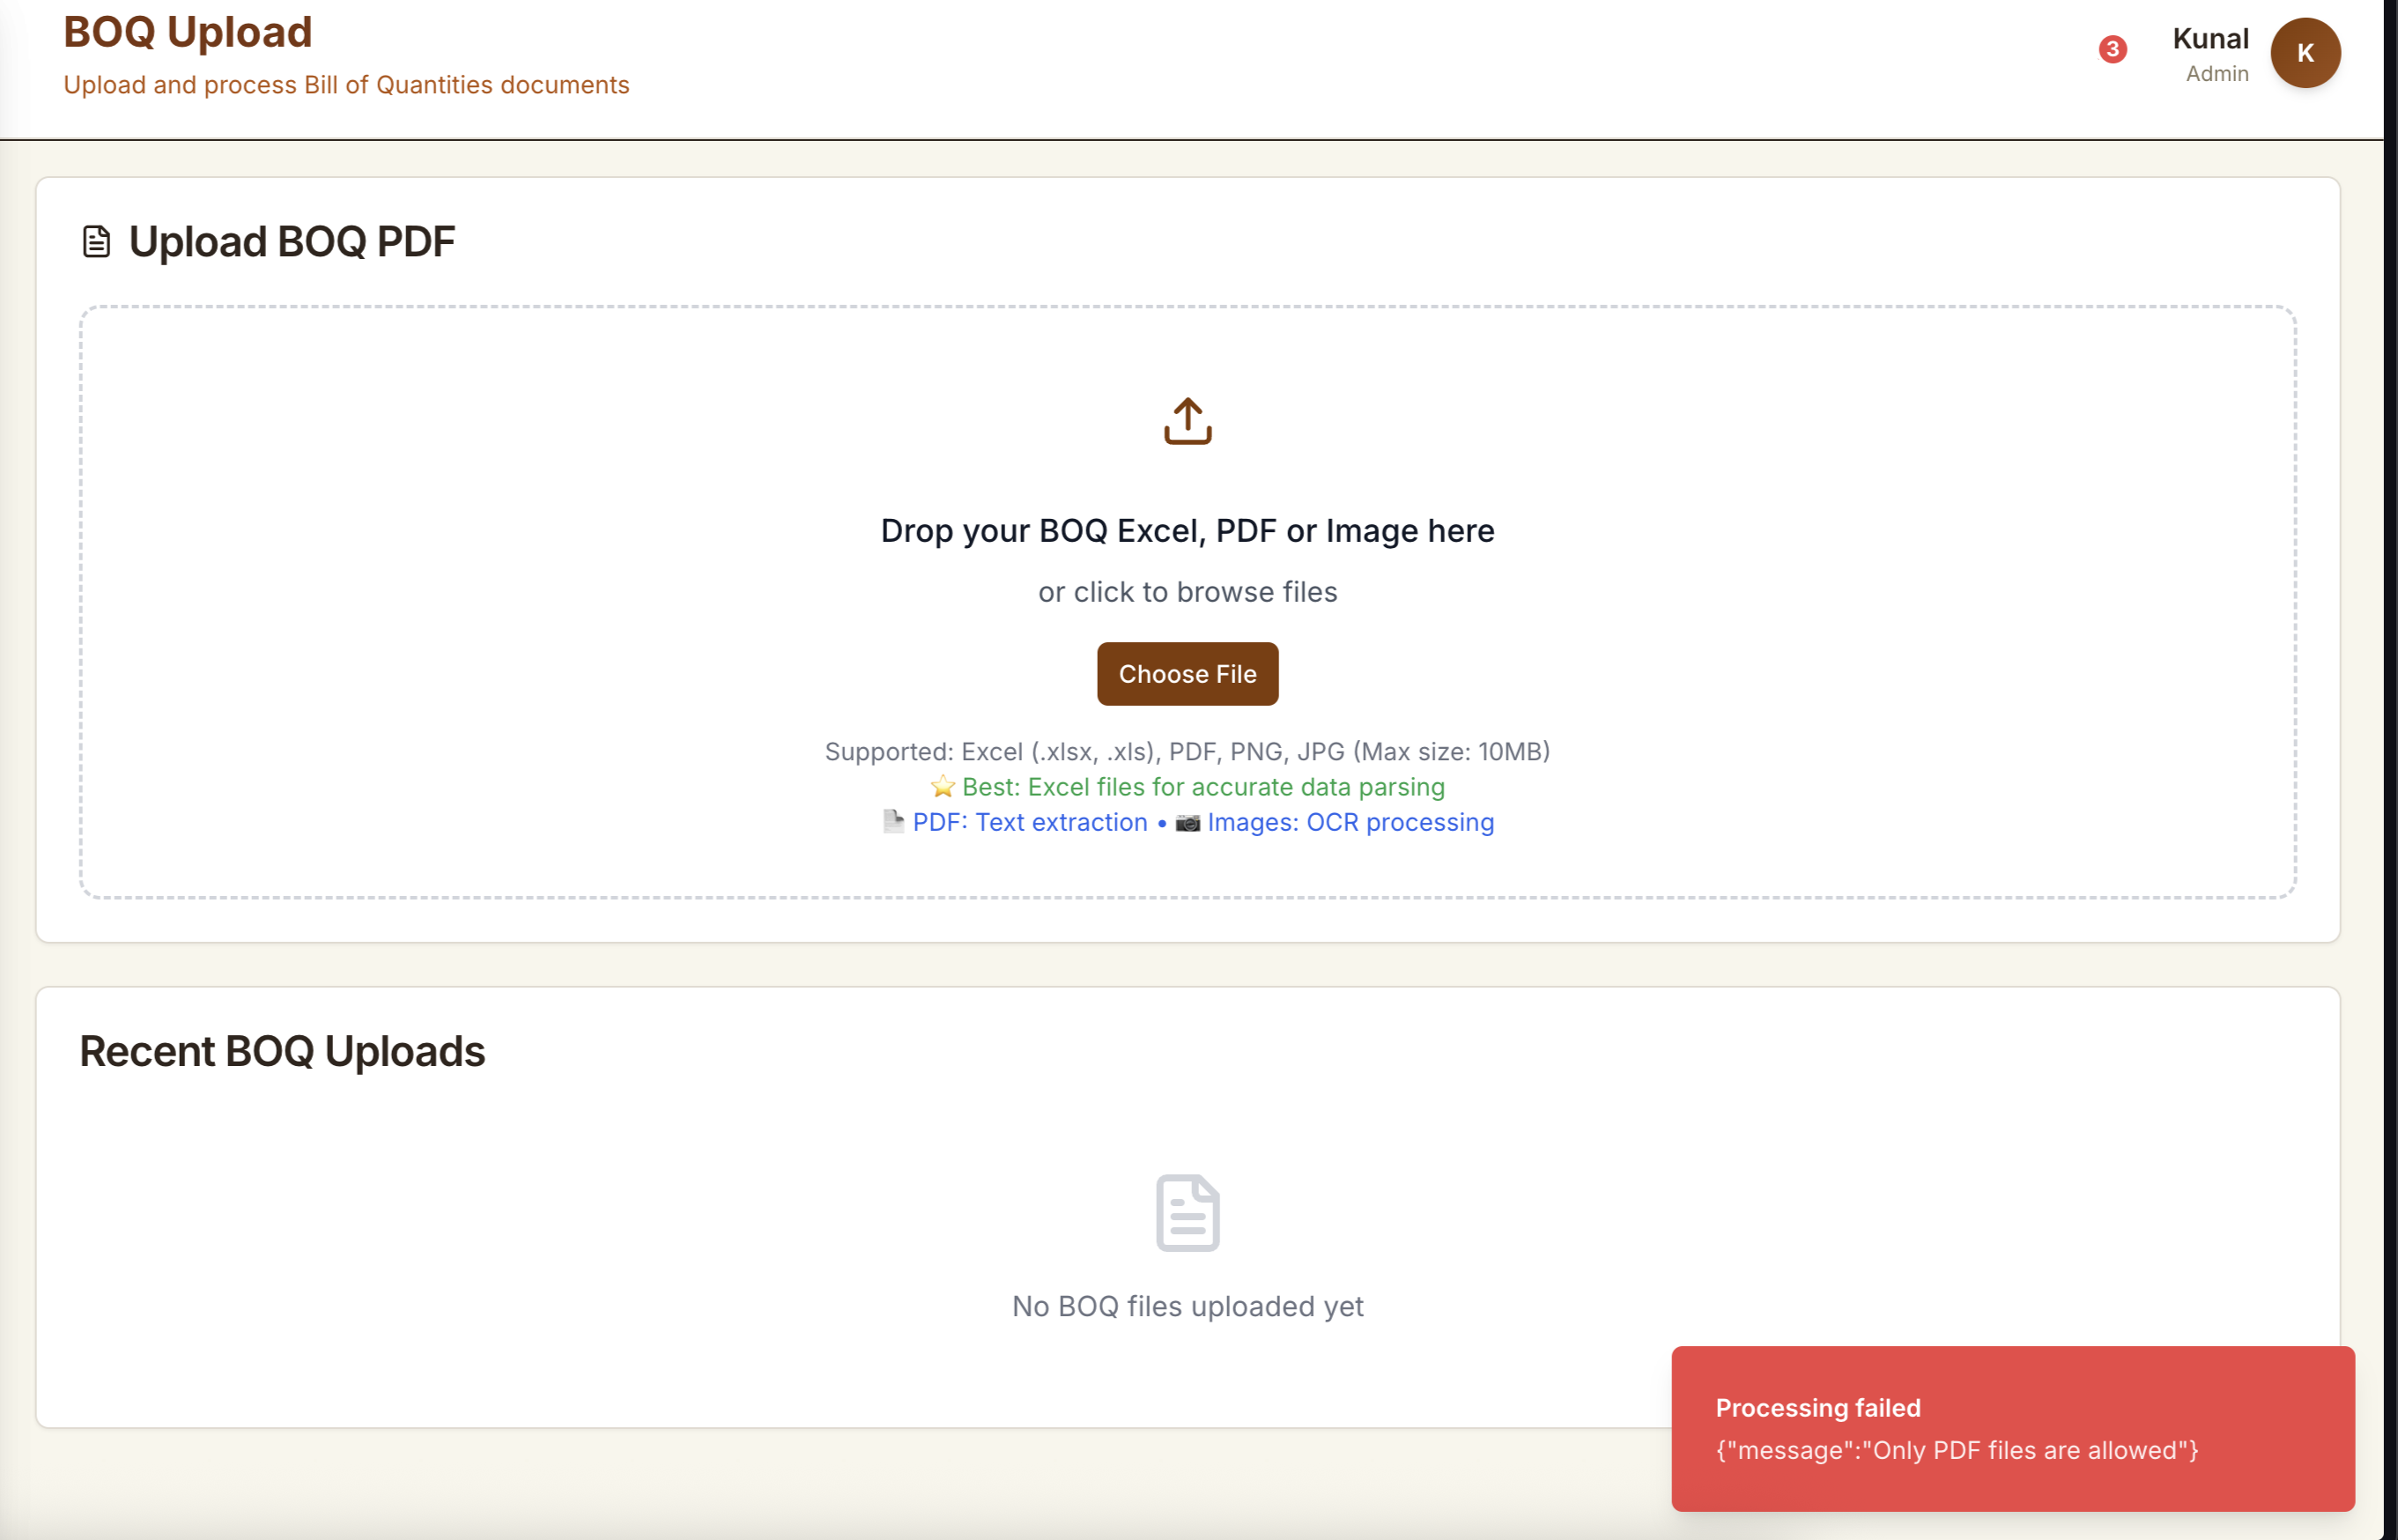 BOQ Upload
Upload and process Bill of Quantities documents
3
Kunal
Admin
K
Upload BOQ PDF
Drop your BOQ Excel, PDF or Image here
or click to browse files
Choose File
Supported: Excel (.xlsx, .xls), PDF, PNG, JPG (Max size: 10MB)
⭐ Best: Excel files for accurate data parsing
📄 PDF: Text extraction • 📷 Images: OCR processing
Recent BOQ Uploads
No BOQ files uploaded yet
Processing failed
{"message":"Only PDF files are allowed"}